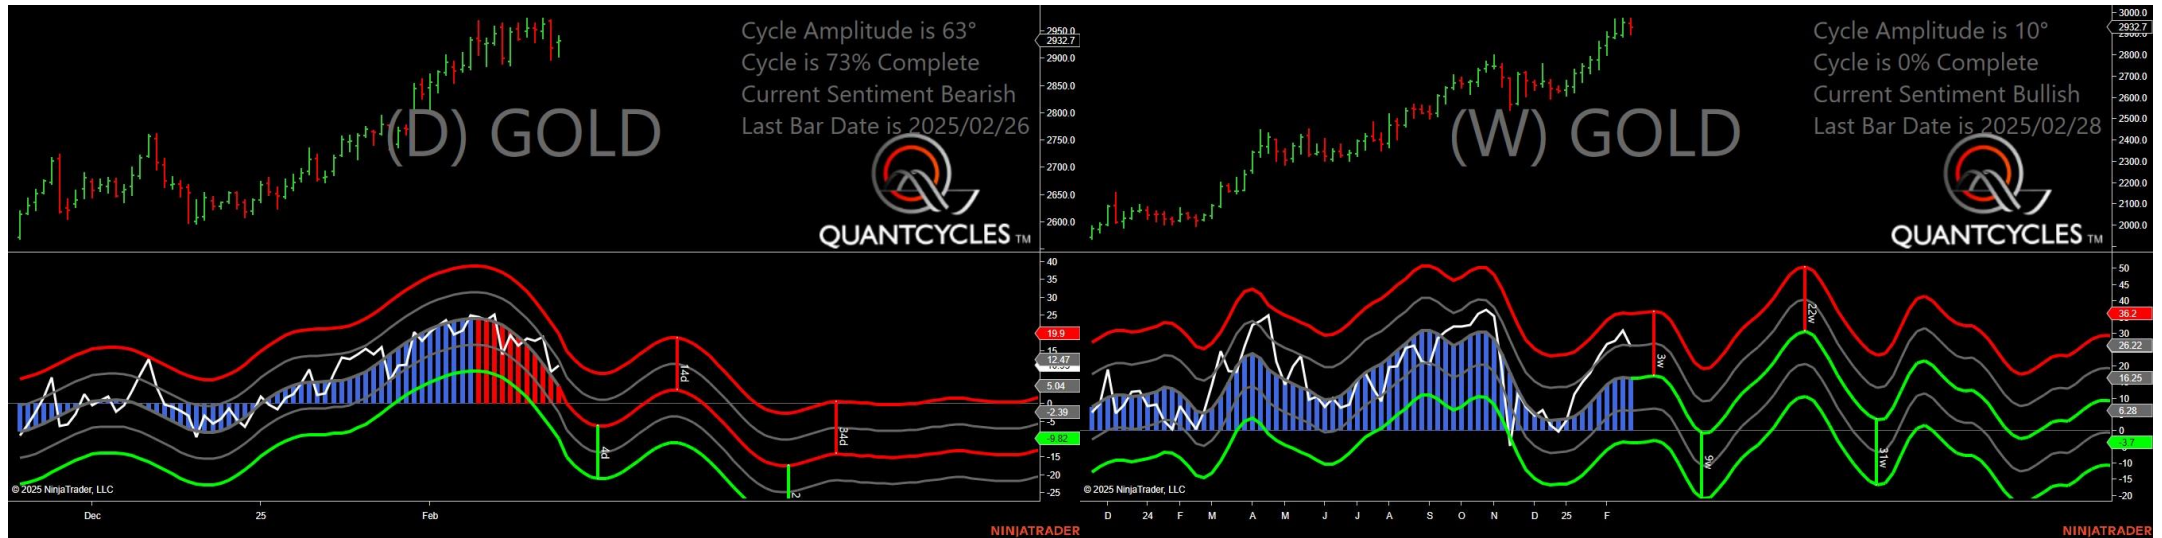 Cycle Amplitude is 63°
Cycle is 73% Complete
Current Sentiment Bearish
Last Bar Date is 2025/02/26
(D) GOLD
QUANTCYCLES TM
2950.0
2932.7
2900.0
2850.0
2800.0
2750.0
2700.0
2650.0
2600.0
40
35
30
25
19.9
15
12.47
5.04
0
-2.39
-5
-9.82
-15
-20
-25
4d
14d
2
34d
© 2025 NinjaTrader, LLC
Dec
25
Feb
NINJATRADER
Cycle Amplitude is 10°
Cycle is 0% Complete
Current Sentiment Bullish
Last Bar Date is 2025/02/28
(W) GOLD
QUANTCYCLES TM
3000.0
2932.7
2800.0
2700.0
2600.0
2500.0
2400.0
2300.0
2200.0
2100.0
2000.0
50
45
40
36.2
30
26.22
20
16.25
10
6.28
0
-3.7
-10
-15
-20
3w
9w
22w
31w
© 2025 NinjaTrader, LLC
D
24
F
M
A
M
J
J
A
S
O
N
D
25
F
NINJATRADER